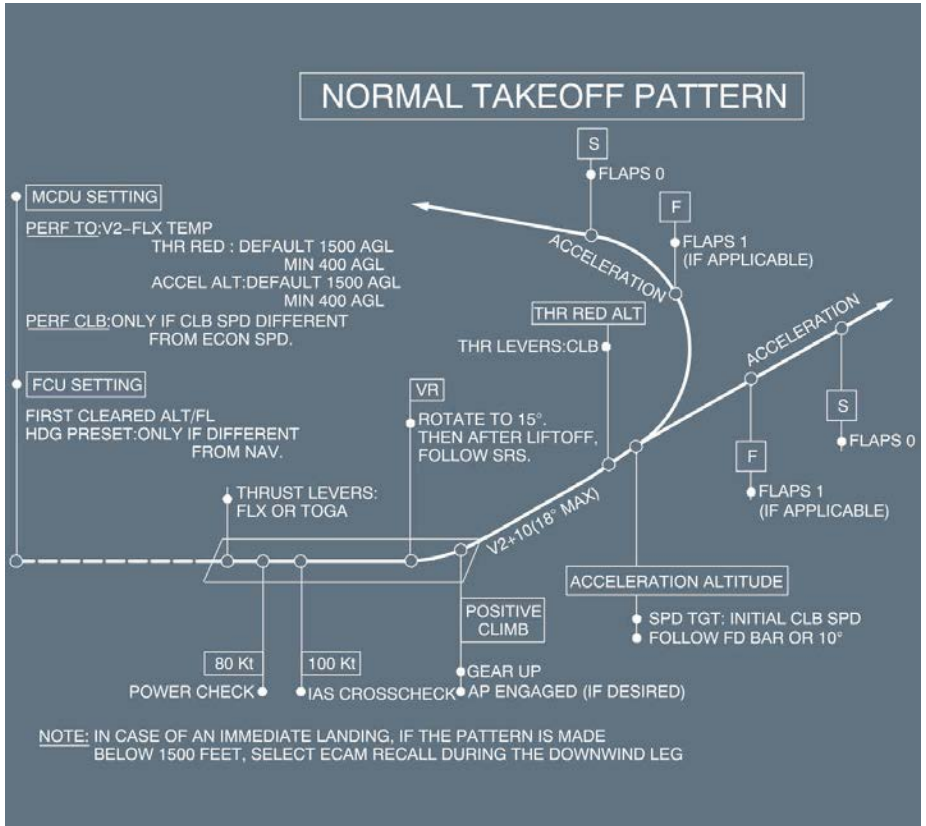 NORMAL TAKEOFF PATTERN
MCDU SETTING
PERF TO:V2-FLX TEMP
THR RED : DEFAULT 1500 AGL
MIN 400 AGL
ACCEL ALT:DEFAULT 1500 AGL
MIN 400 AGL
PERF CLB:ONLY IF CLB SPD DIFFERENT
FROM ECON SPD.
FCU SETTING
FIRST CLEARED ALT/FL
HDG PRESET:ONLY IF DIFFERENT
FROM NAV.
THRUST LEVERS:
FLX OR TOGA
80 Kt
POWER CHECK
100 Kt
IAS CROSSCHECK
VR
ROTATE TO 15°.
THEN AFTER LIFTOFF,
FOLLOW SRS.
POSITIVE
CLIMB
GEAR UP
AP ENGAGED (IF DESIRED)
V2+10(18° MAX)
THR RED ALT
THR LEVERS:CLB
ACCELERATION ALTITUDE
SPD TGT: INITIAL CLB SPD
FOLLOW FD BAR OR 10°
S
FLAPS 0
ACCELERATION
F
FLAPS 1
(IF APPLICABLE)
ACCELERATION
F
FLAPS 1
(IF APPLICABLE)
S
FLAPS 0
NOTE: IN CASE OF AN IMMEDIATE LANDING, IF THE PATTERN IS MADE
BELOW 1500 FEET, SELECT ECAM RECALL DURING THE DOWNWIND LEG